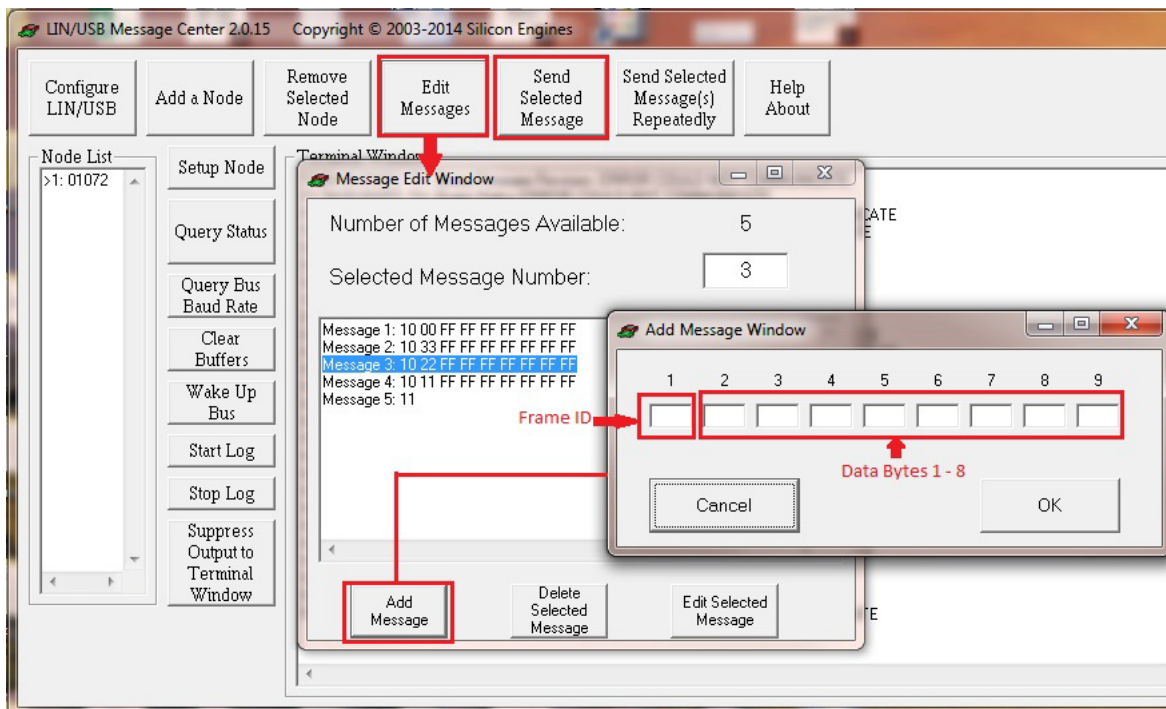 LIN/USB Message Center 2.0.15 Copyright © 2003-2014 Silicon Engines
Configure
LIN/USB
Add a Node
Remove
Selected
Node
Edit
Messages
Send
Selected
Message
Send Selected
Message(s)
Repeatedly
Help
About
Node List
>1: 01072
Setup Node
Query Status
Query Bus
Baud Rate
Clear
Buffers
Wake Up
Bus
Start Log
Stop Log
Suppress
Output to
Terminal
Window
Terminal Window
CATE
E
TE
Message Edit Window
Number of Messages Available: 5
Selected Message Number: 3
Message 1: 10 00 FF FF FF FF FF FF FF
Message 2: 10 33 FF FF FF FF FF FF FF
Message 3: 10 22 FF FF FF FF FF FF FF
Message 4: 10 11 FF FF FF FF FF FF FF
Message 5: 11
Add
Message
Delete
Selected
Message
Edit Selected
Message
Add Message Window
1 2 3 4 5 6 7 8 9
Frame ID
Data Bytes 1 - 8
Cancel
OK